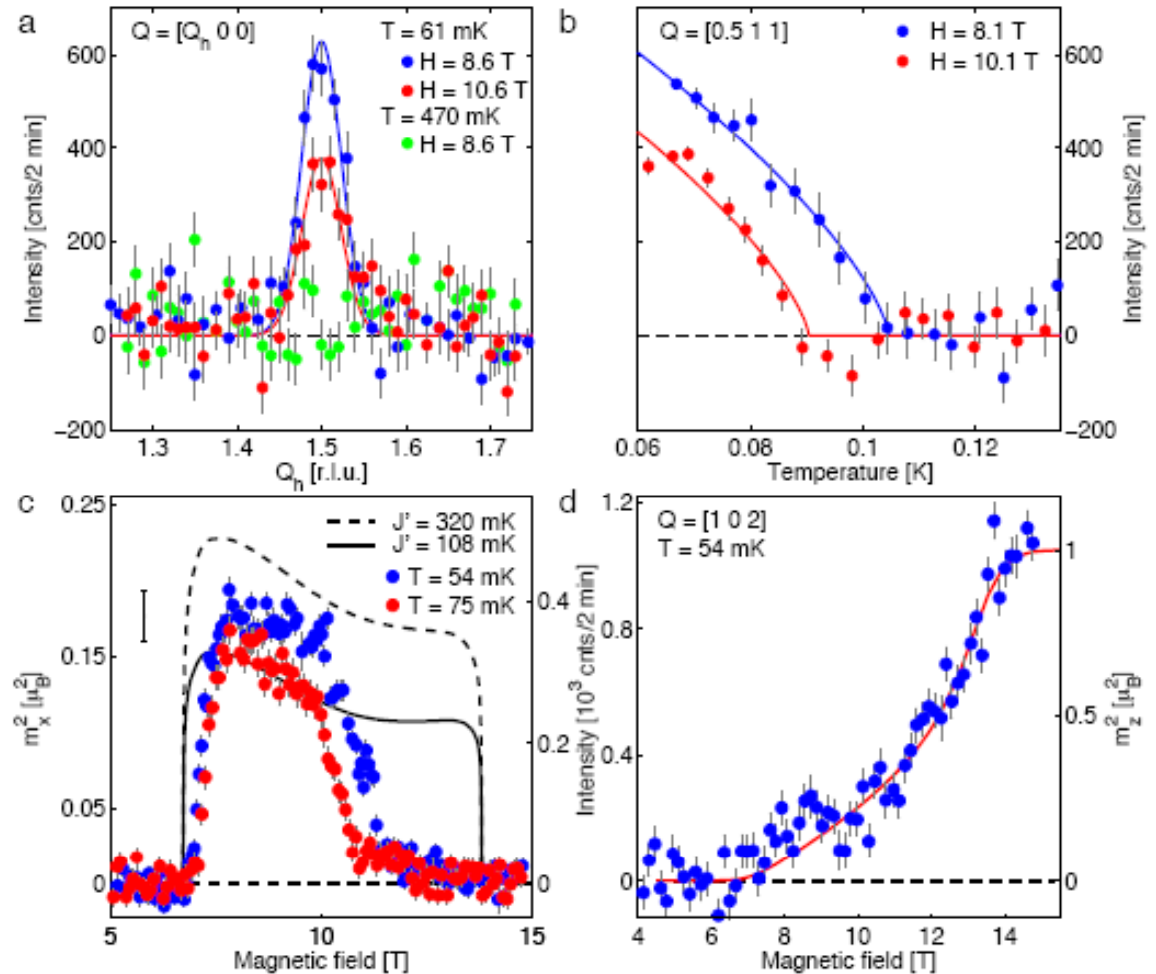 a
Q = [Q_h 0 0]
T = 61 mK
H = 8.6 T
H = 10.6 T
T = 470 mK
H = 8.6 T
600
400
200
0
−200
Intensity [cnts/2 min]
1.3 1.4 1.5 1.6 1.7
Q_h [r.l.u.]
b
Q = [0.5 1 1]
H = 8.1 T
H = 10.1 T
600
400
200
0
−200
Intensity [cnts/2 min]
0.06 0.08 0.1 0.12
Temperature [K]
c
J' = 320 mK
J' = 108 mK
T = 54 mK
T = 75 mK
0.25
0.15
0.05
0
m_x^2 [μ_B^2]
0.4
0.2
0
5 10 15
Magnetic field [T]
Intensity [10^3 cnts/2 min]
d
Q = [1 0 2]
T = 54 mK
1.2
0.8
0.4
0
1
0.5
0
m_z^2 [μ_B^2]
4 6 8 10 12 14
Magnetic field [T]